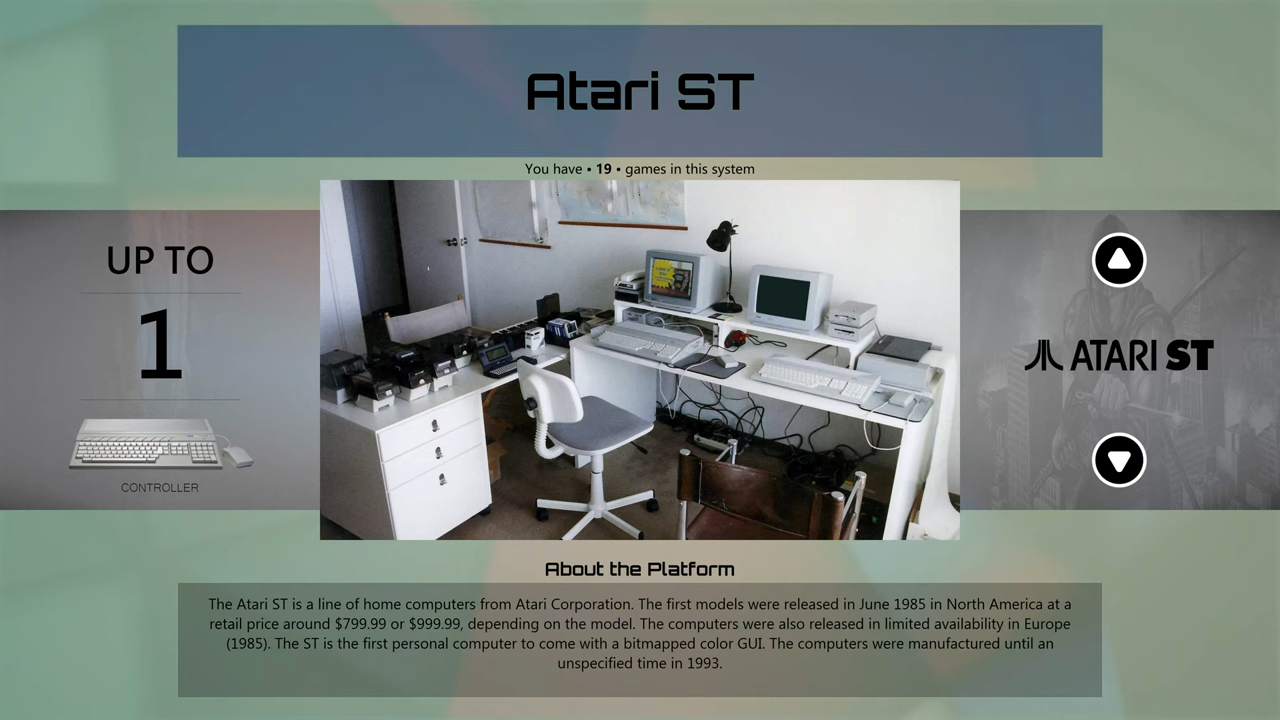 Atari ST
You have • 19 • games in this system
UP TO
1
CONTROLLER
ATARI ST
About the Platform
The Atari ST is a line of home computers from Atari Corporation. The first models were released in June 1985 in North America at a
retail price around $799.99 or $999.99, depending on the model. The computers were also released in limited availability in Europe
(1985). The ST is the first personal computer to come with a bitmapped color GUI. The computers were manufactured until an
unspecified time in 1993.